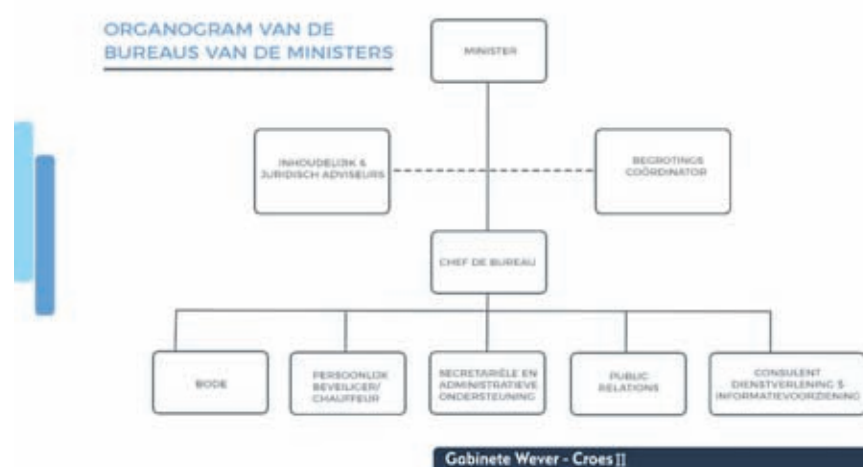 ORGANOGRAM VAN DE
BUREAUS VAN DE MINISTERS
MINISTER
INHOUDELIJK &
JURIDISCH ADVISEURS
BEGROTINGS
COÖRDINATOR
CHEF DE BUREAU
BODE
PERSOONLIJK
BEVEILIGER/
CHAUFFEUR
SECRETARIËLE EN
ADMINISTRATIEVE
ONDERSTEUNING
PUBLIC
RELATIONS
CONSULENT
DIENSTVERLENING &
INFORMATIEVOORZIENING
Gabinete Wever - Croes II